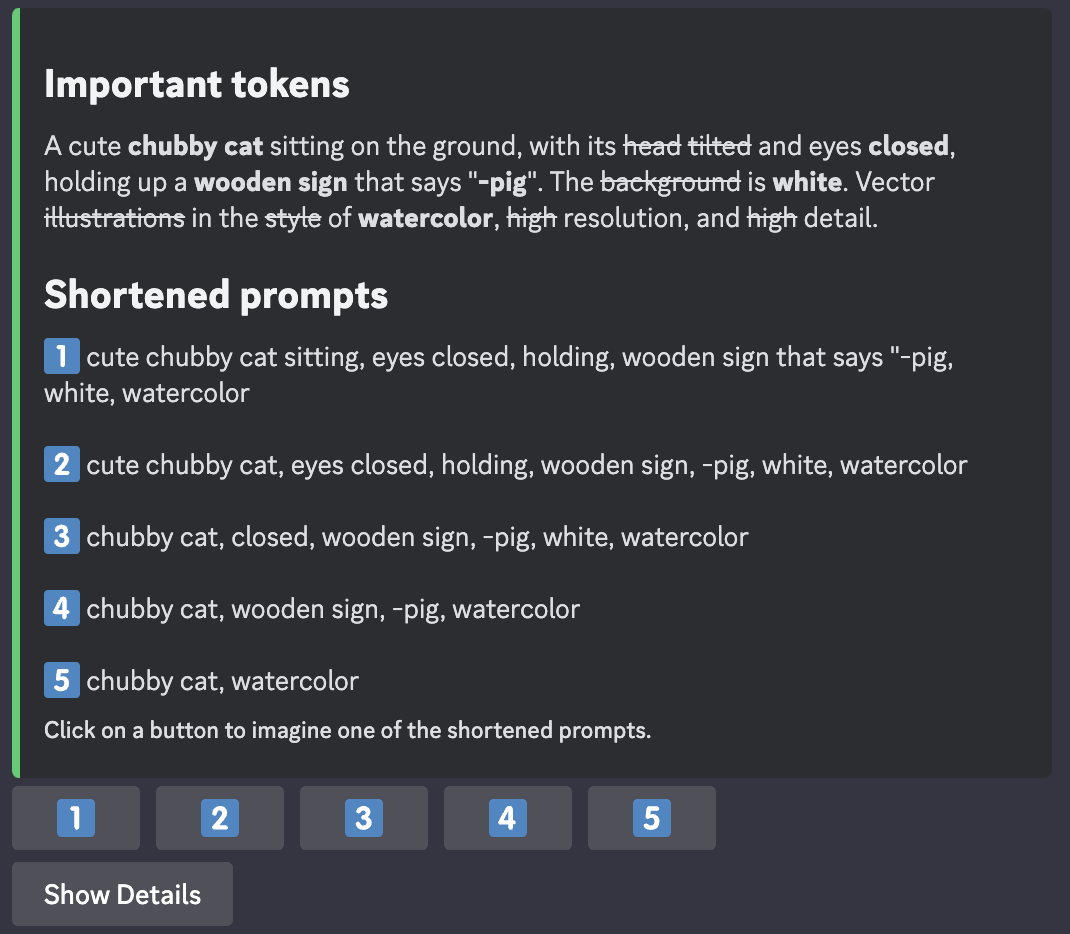 Important tokens
A cute chubby cat sitting on the ground, with its head tilted and eyes closed,
holding up a wooden sign that says "-pig". The background is white. Vector
illustrations in the style of watercolor, high resolution, and high detail.
Shortened prompts
1 cute chubby cat sitting, eyes closed, holding, wooden sign that says "-pig,
white, watercolor
2 cute chubby cat, eyes closed, holding, wooden sign, -pig, white, watercolor
3 chubby cat, closed, wooden sign, -pig, white, watercolor
4 chubby cat, wooden sign, -pig, watercolor
5 chubby cat, watercolor
Click on a button to imagine one of the shortened prompts.
1 2 3 4 5
Show Details